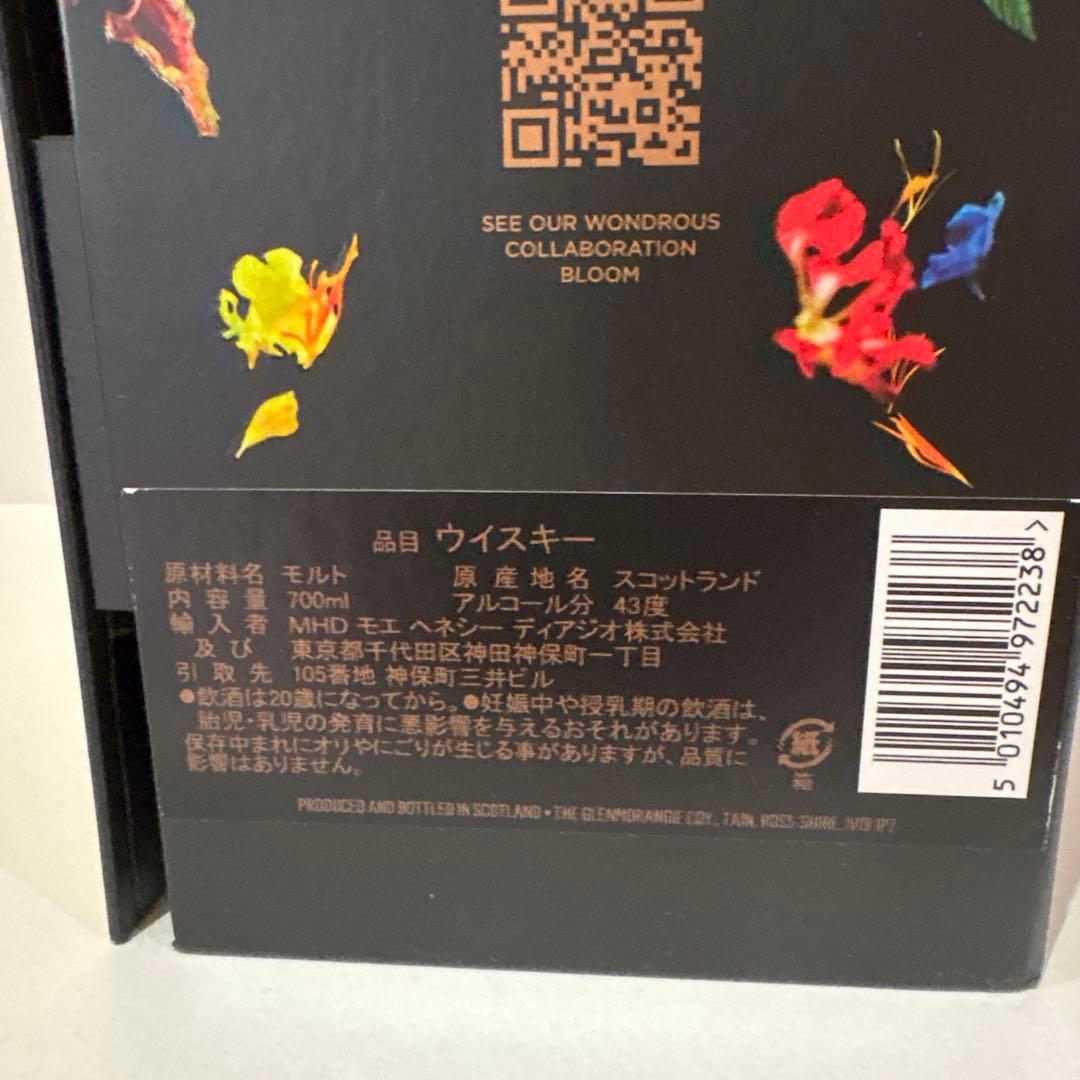 SEE OUR WONDROUS
COLLABORATION
BLOOM
品目 ウイスキー
原材料名 モルト 原産地名 スコットランド
内容量 700ml アルコール分 43度
輸入者 MHD モエ ヘネシー ディアジオ株式会社
及び 東京都千代田区神田神保町一丁目
引取先 105番地 神保町三井ビル
●飲酒は20歳になってから。●妊娠中や授乳期の飲酒は、
胎児・乳児の発育に悪影響を与えるおそれがあります。
保存中まれにオリやにごりが生じる事がありますが、品質に
影響はありません。
紙
箱
PRODUCED AND BOTTLED IN SCOTLAND • THE GLENMORANGIE COY., TAIN, ROSS-SHIRE, IV19 1PZ
5 010494 972238 >